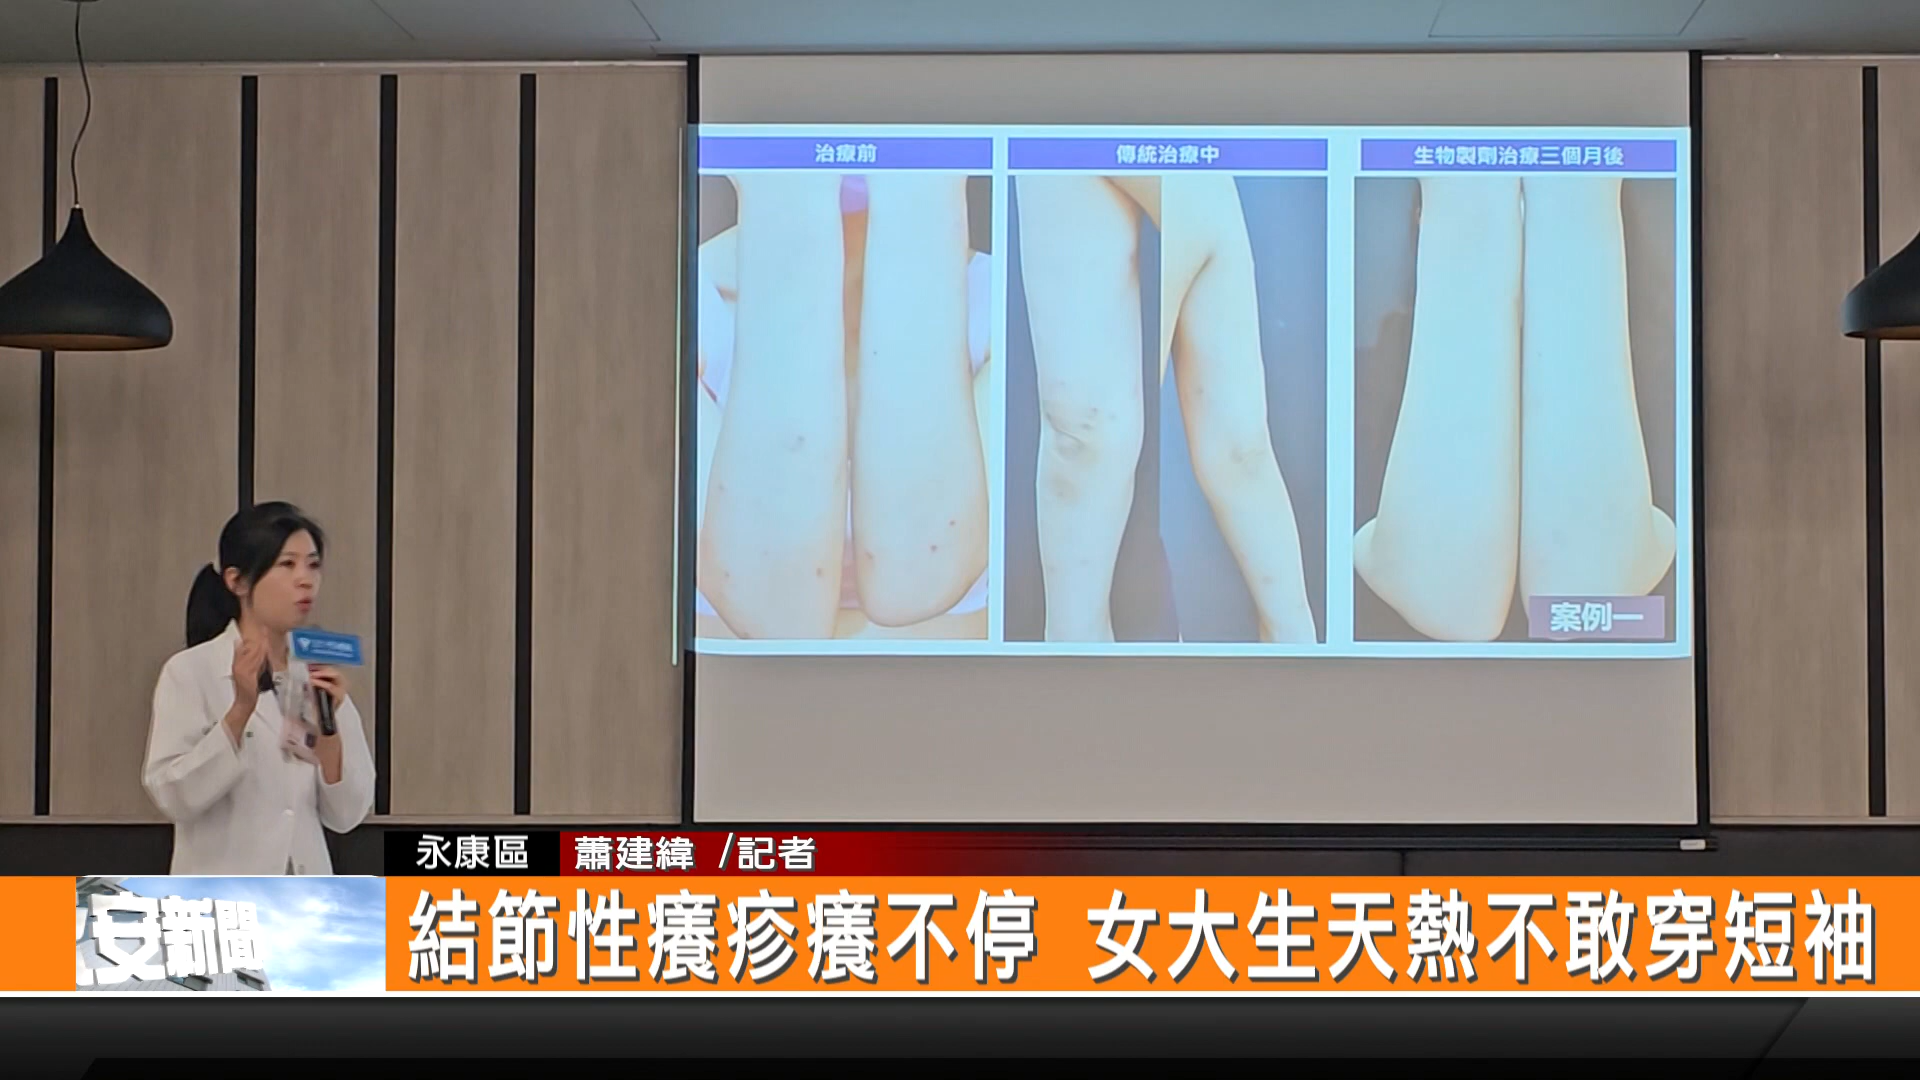 治療前
傳統治療中
生物製劑治療三個月後
案例一
永康區 蕭建緯 /記者
安新聞
結節性癢疹癢不停 女大生天熱不敢穿短袖